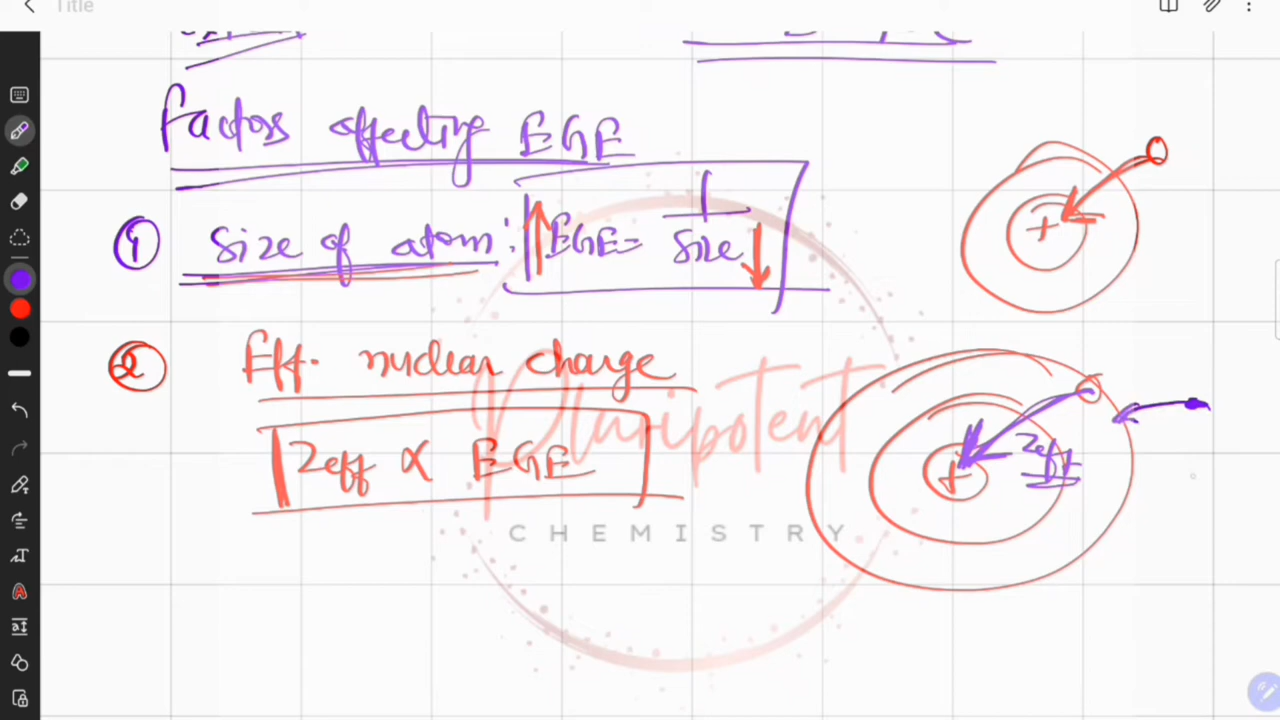 Title
Factors affecting EGE
① Size of atom : EGE = 1/Size
② Eff. nuclear charge
Zeff ∝ EGE
+
+ Zeff
Pluripotent
CHEMISTRY